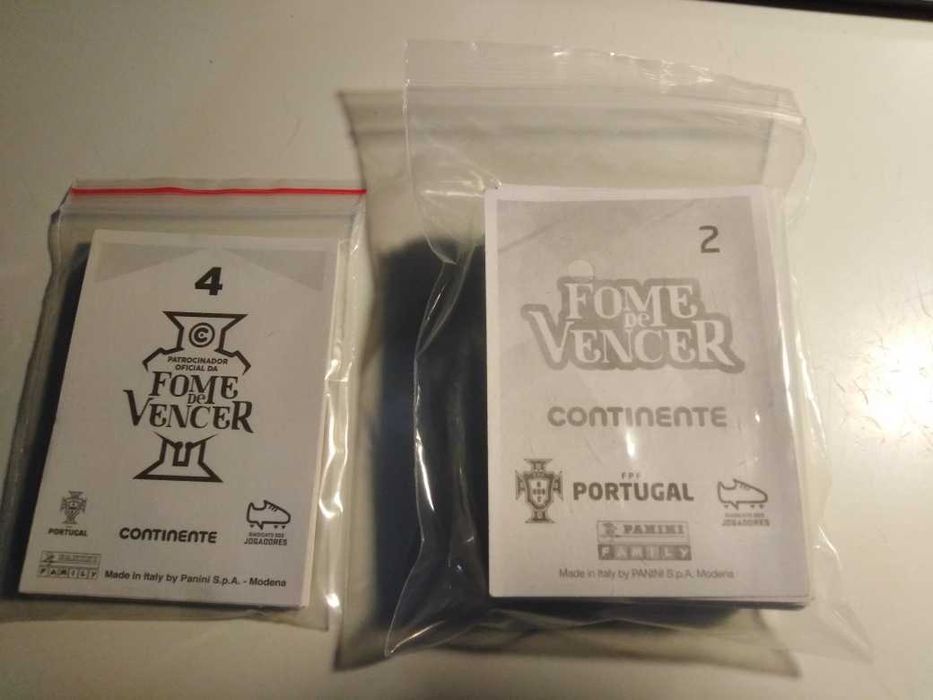 4
C
PATROCINADOR
OFICIAL DA
FOME
DE
VENCER
PORTUGAL
CONTINENTE
SINDICATO DOS
JOGADORES
PANINI
FAMILY
Made in Italy by Panini S.p.A. - Modena
2
FOME
DE
VENCER
CONTINENTE
FPF
PORTUGAL
SINDICATO DOS
JOGADORES
PANINI
FAMILY
Made in Italy by PANINI S.p.A. Modena